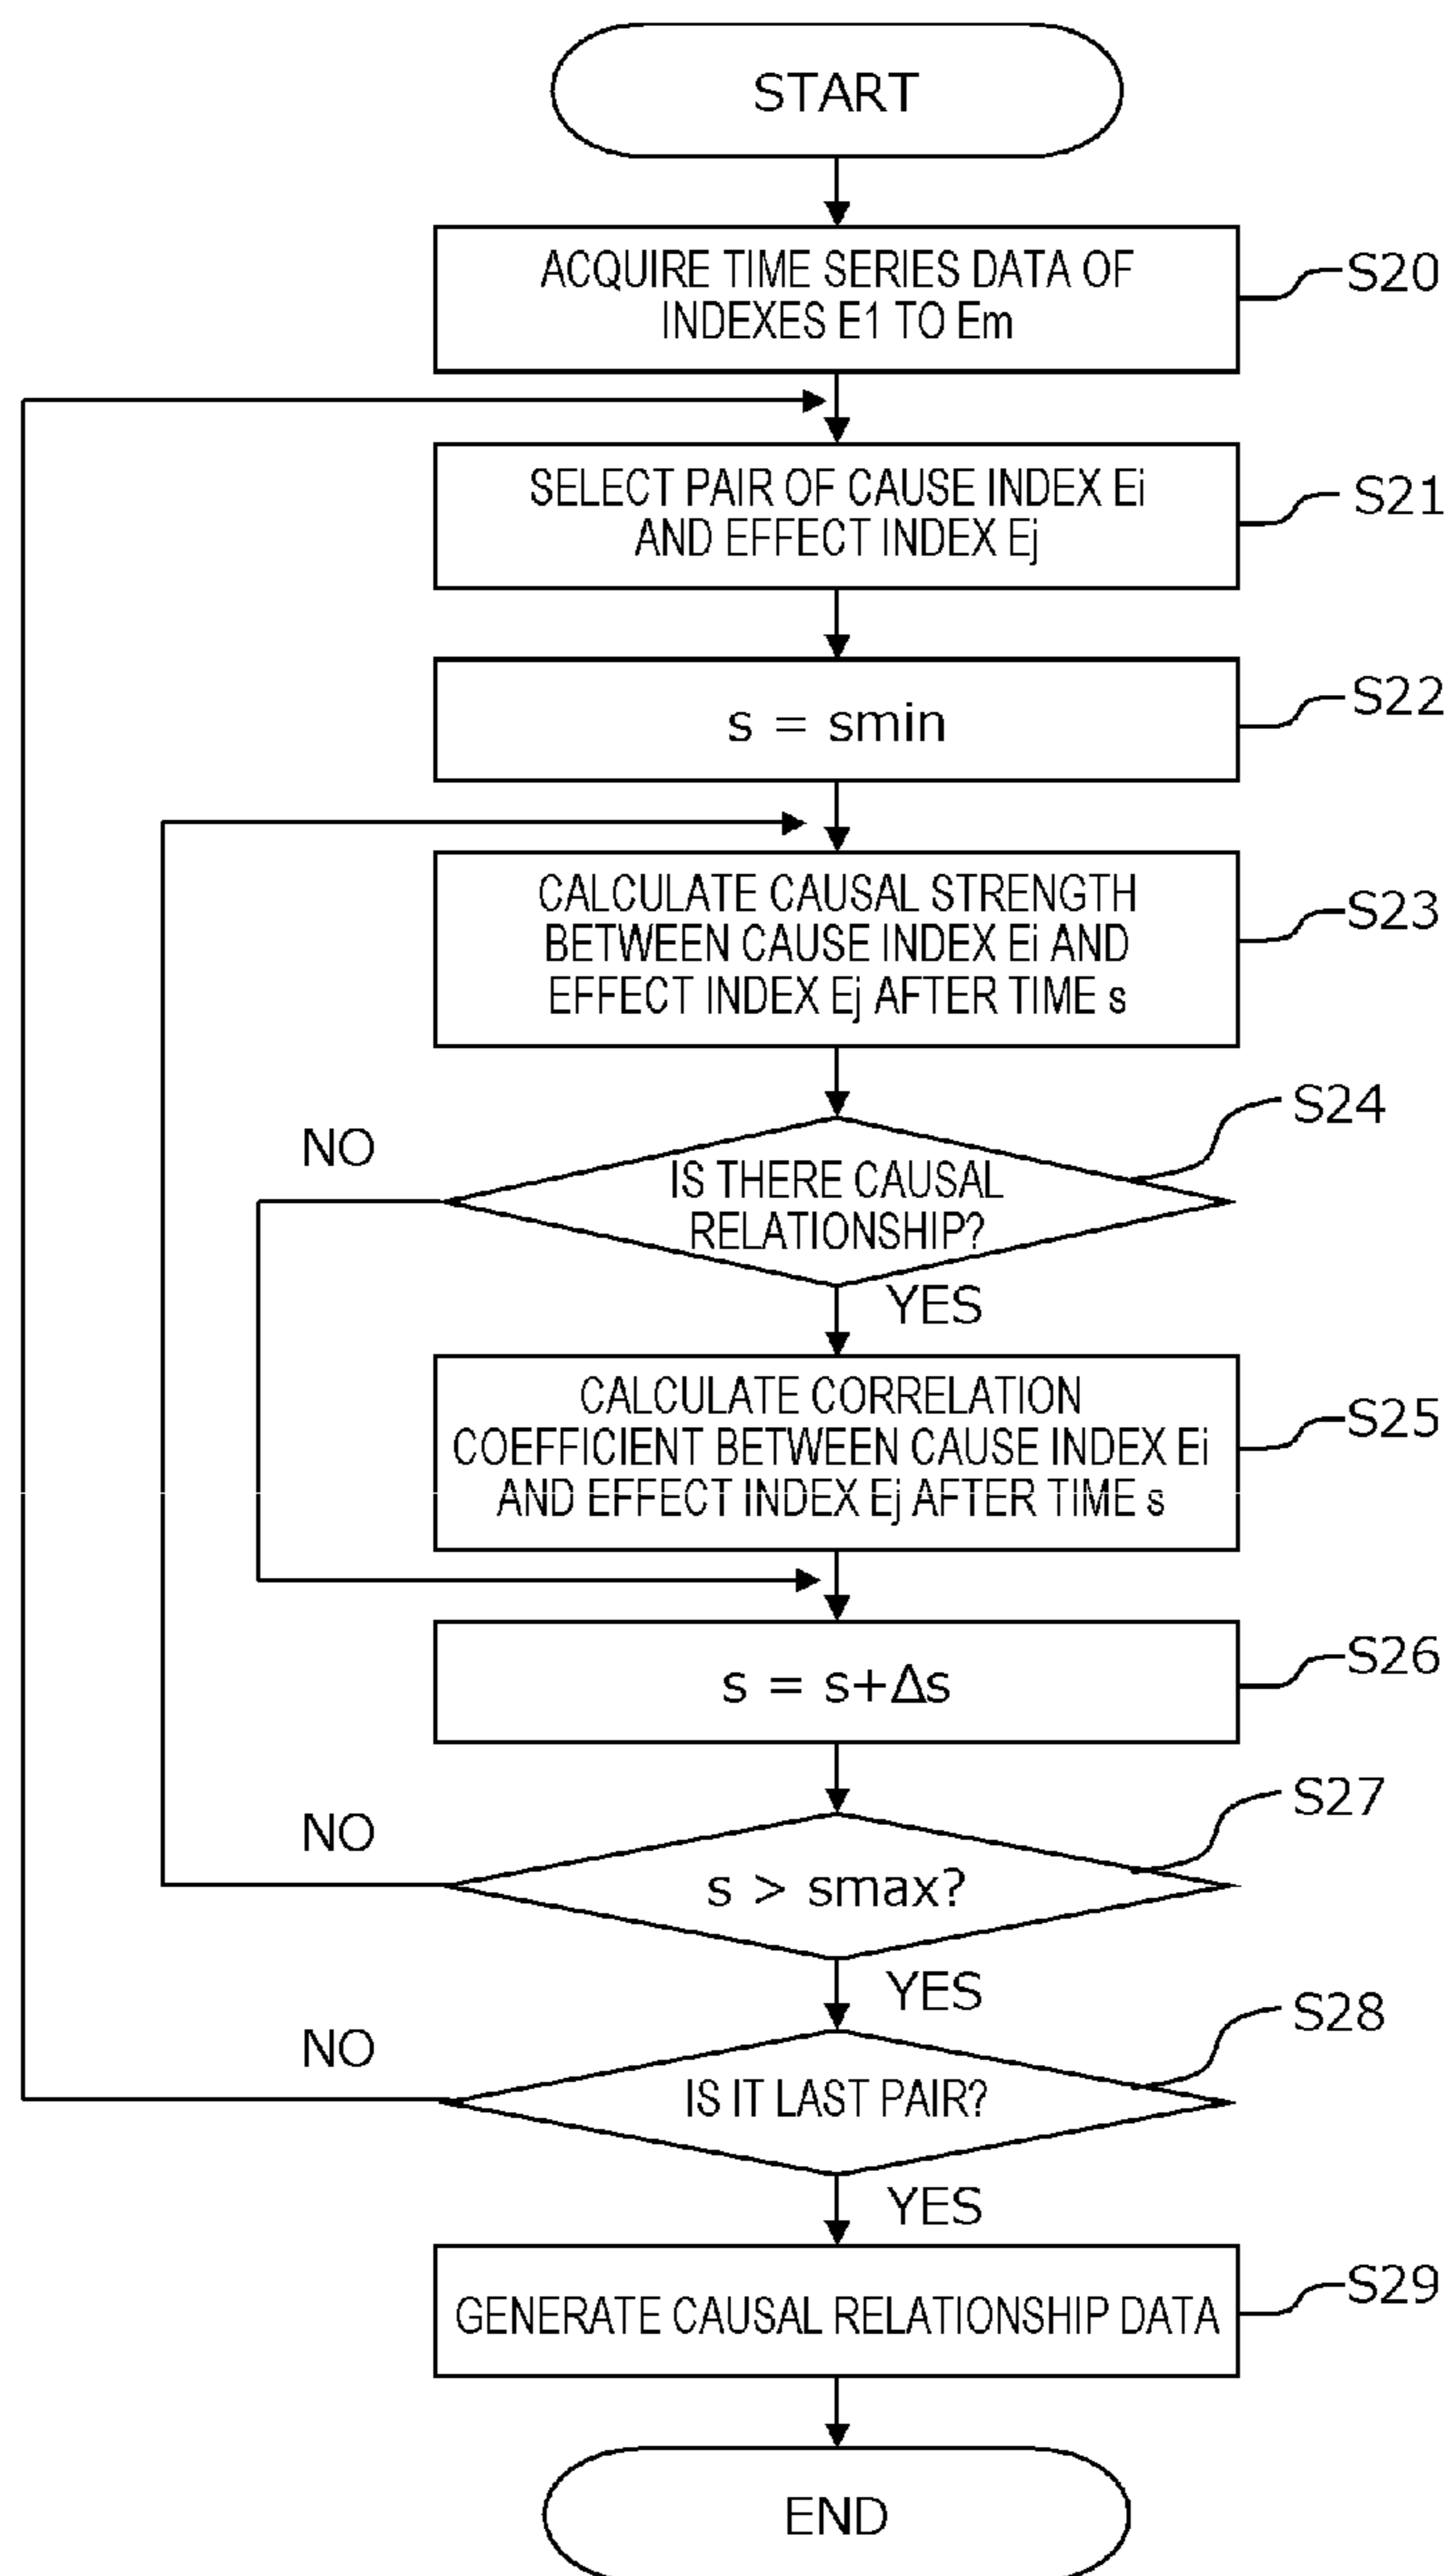 START
ACQUIRE TIME SERIES DATA OF
INDEXES E1 TO Em
S20
SELECT PAIR OF CAUSE INDEX Ei
AND EFFECT INDEX Ej
S21
s = smin
S22
CALCULATE CAUSAL STRENGTH
BETWEEN CAUSE INDEX Ei AND
EFFECT INDEX Ej AFTER TIME s
S23
S24
NO
IS THERE CAUSAL
RELATIONSHIP?
YES
CALCULATE CORRELATION
COEFFICIENT BETWEEN CAUSE INDEX Ei
AND EFFECT INDEX Ej AFTER TIME s
S25
s = s+Δs
S26
S27
NO
s > smax?
YES
S28
NO
IS IT LAST PAIR?
YES
GENERATE CAUSAL RELATIONSHIP DATA
S29
END